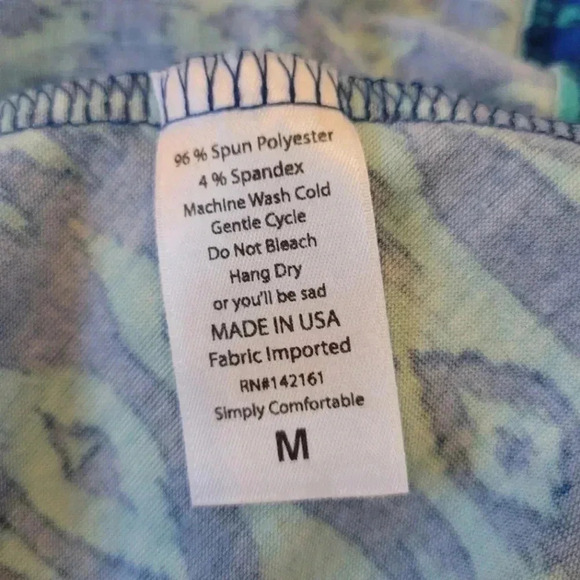 96 % Spun Polyester
4 % Spandex
Machine Wash Cold
Gentle Cycle
Do Not Bleach
Hang Dry
or you'll be sad
MADE IN USA
Fabric Imported
RN#142161
Simply Comfortable
M